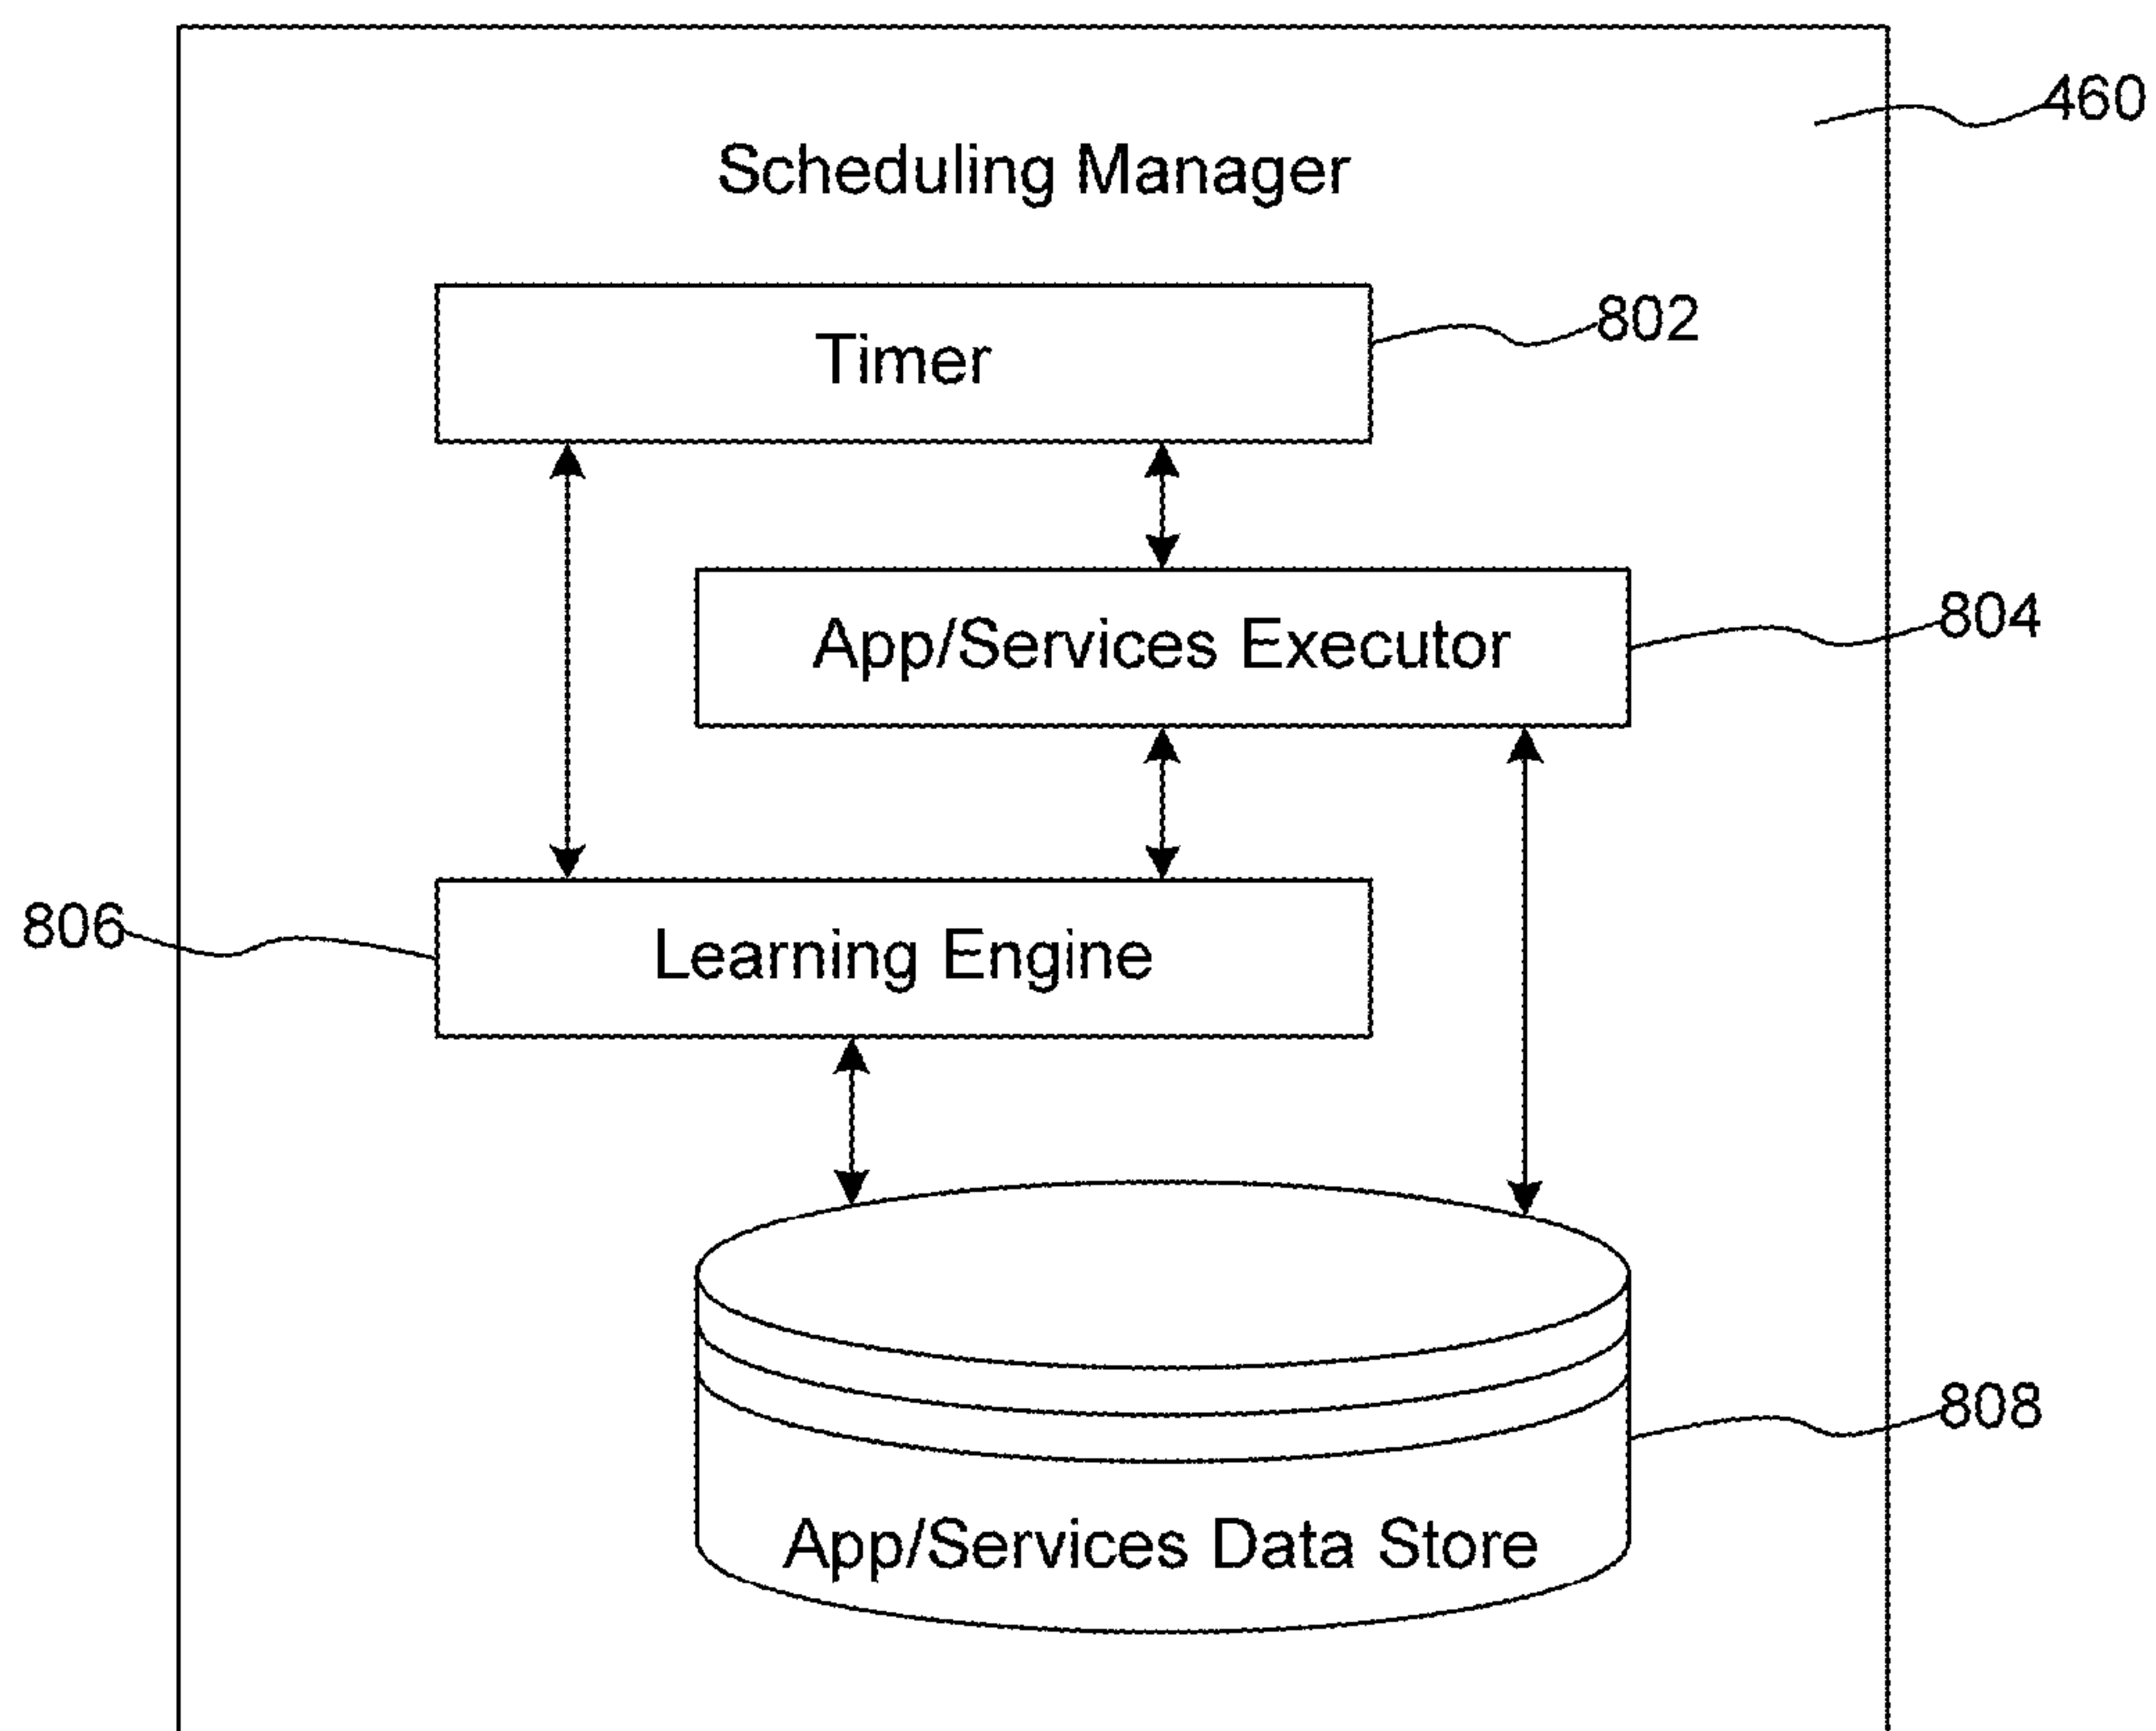 460
Scheduling Manager
802
Timer
804
App/Services Executor
806
Learning Engine
808
App/Services Data Store